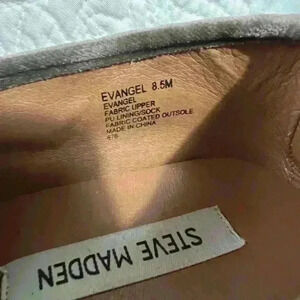 EVANGEL 8.5M
EVANGEL
FABRIC UPPER
PU LINING/SOCK
FABRIC COATED OUTSOLE
MADE IN CHINA
STEVE MADDEN